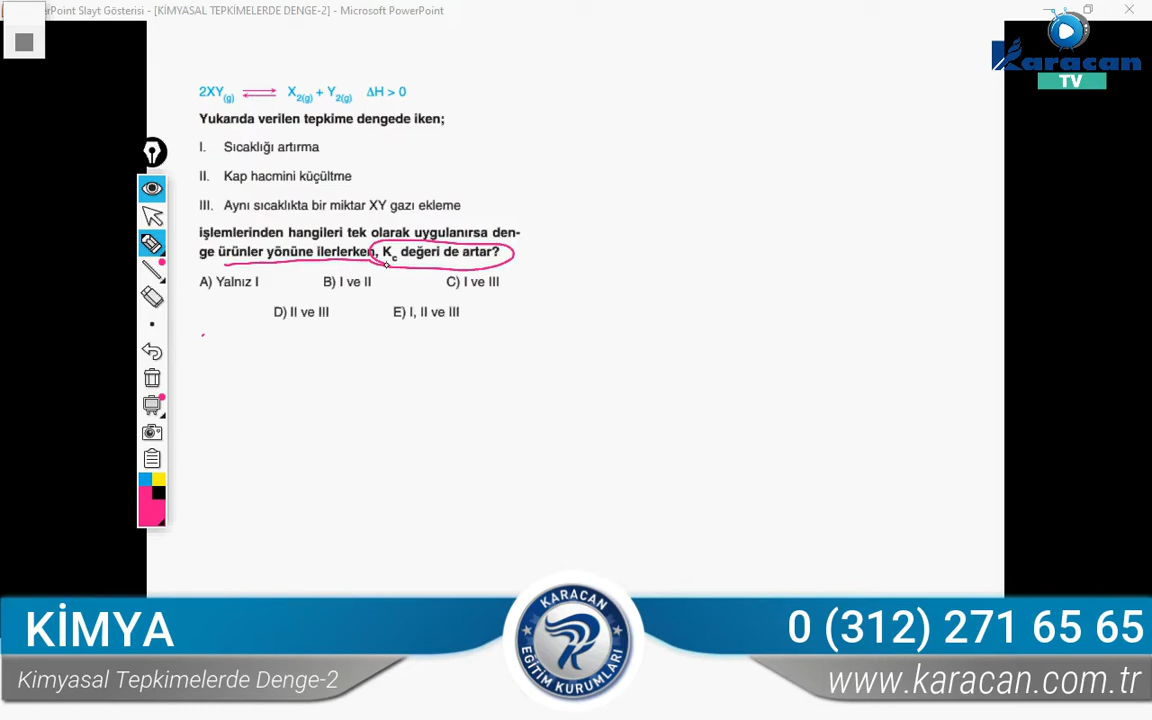 PointSlayt Gösterisi - [KİMYASAL TEPKİMELERDE DENGE-2] - Microsoft PowerPoint
Karacan
TV
2XY(g) ⇌ X2(g) + Y2(g) ΔH > 0
Yukarıda verilen tepkime dengede iken;
I. Sıcaklığı artırma
II. Kap hacmini küçültme
III. Aynı sıcaklıkta bir miktar XY gazı ekleme
işlemlerinden hangileri tek olarak uygulanırsa den-
ge ürünler yönüne ilerlerken, Kc değeri de artar?
A) Yalnız I B) I ve II C) I ve III
D) II ve III E) I, II ve III
KİMYA
KARACAN
EĞİTİM KURUMLARI
0 (312) 271 65 65
Kimyasal Tepkimelerde Denge-2
www.karacan.com.tr